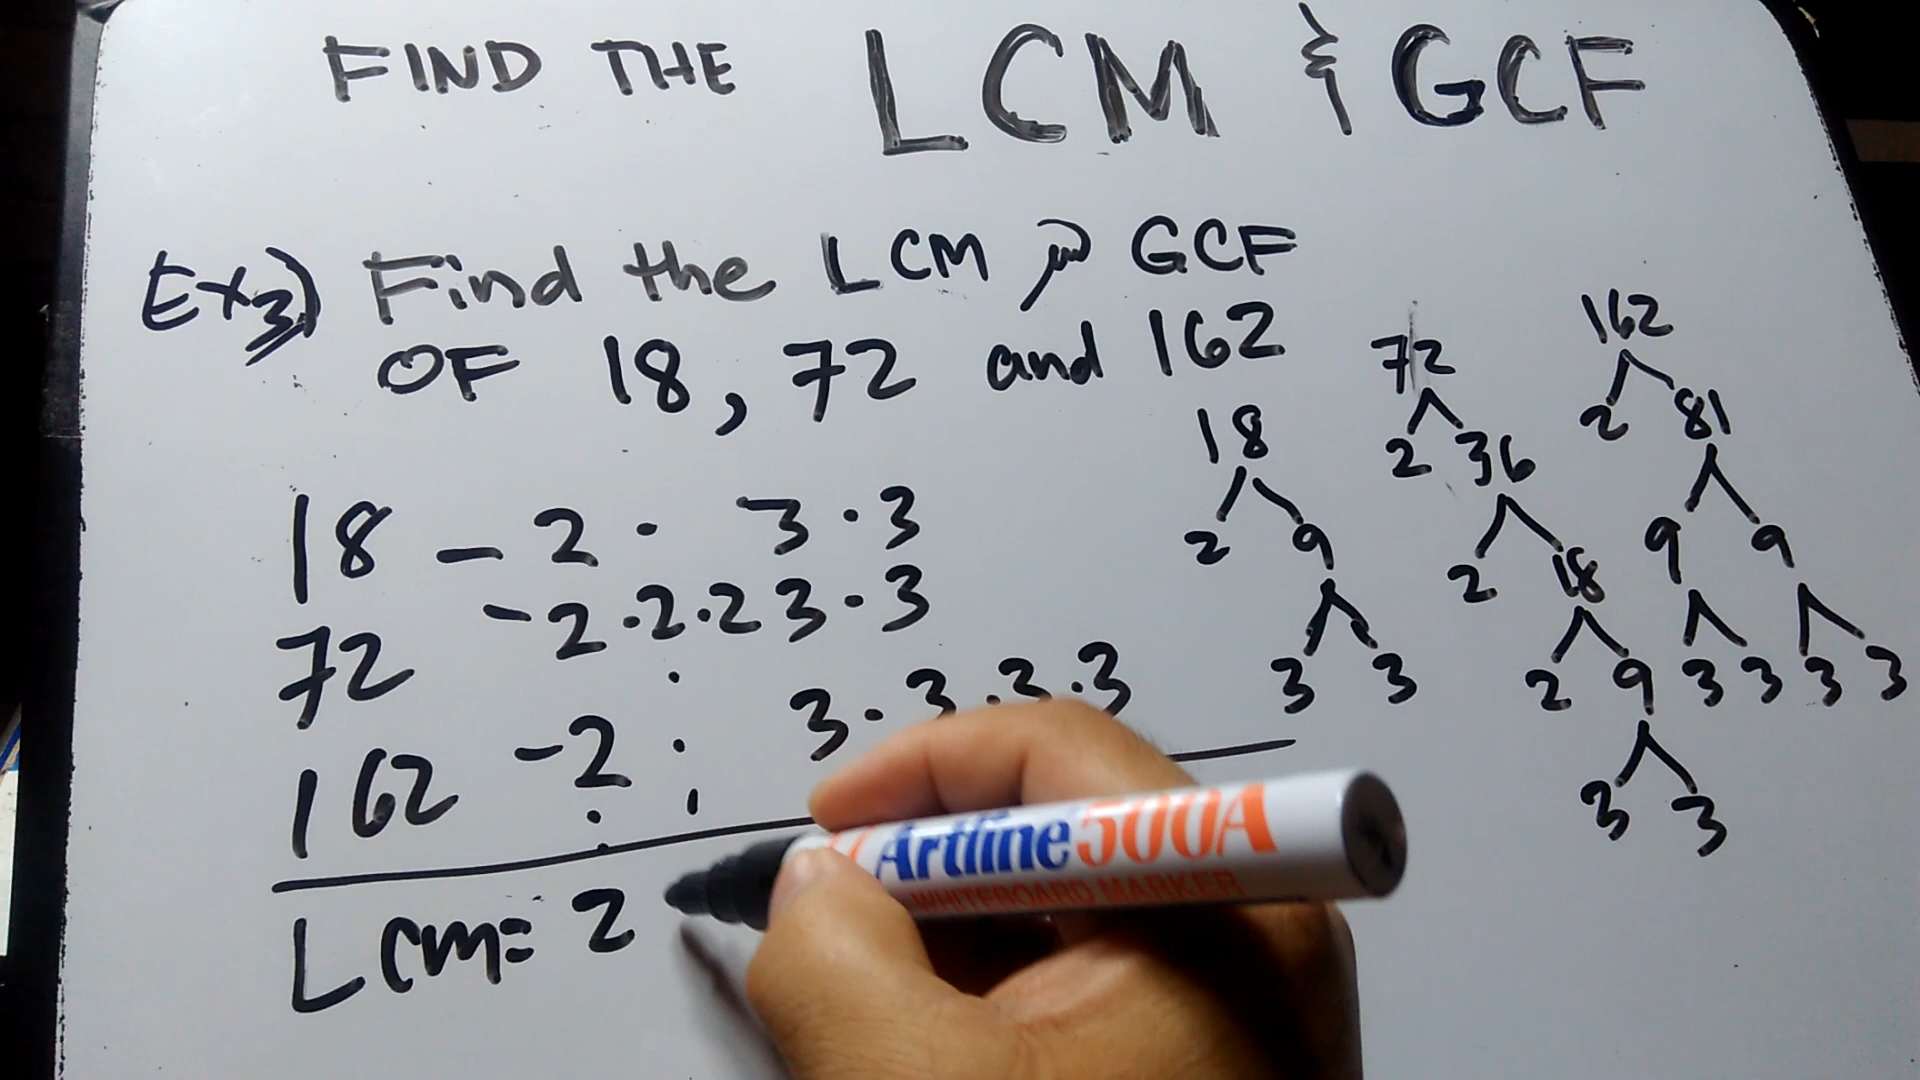 FIND THE LCM & GCF
Ex3) Find the LCM GCF
OF 18, 72 and 162
18 – 2 · 3 · 3
72 – 2 · 2 · 2 3 · 3
162 – 2 3 · 3 · 3 · 3
LCM = 2
18
2 9
3 3
72
2 36
2 18
2 9
3 3
162
2 81
9 9
3 3 3 3
Artline 500A
WHITEBOARD MARKER